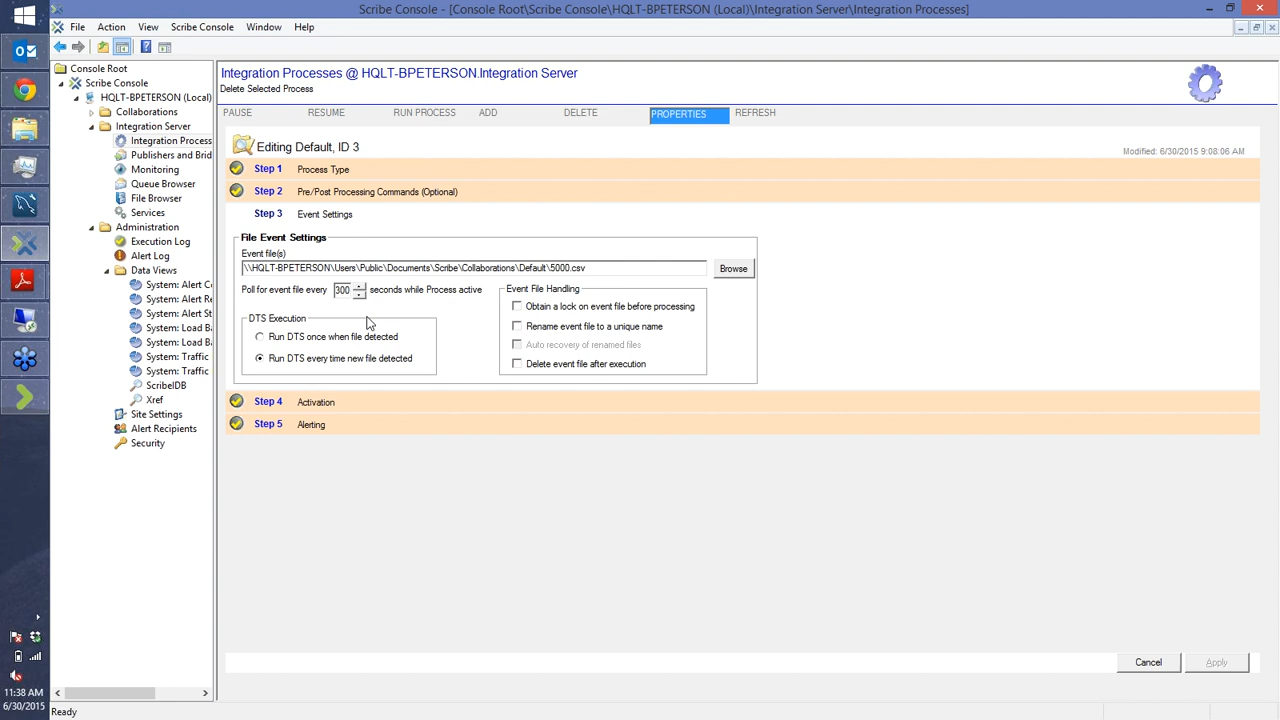 Scribe Console - [Console Root\Scribe Console\HQLT-BPETERSON (Local)\Integration Server\Integration Processes]
File Action View Scribe Console Window Help
Console Root
Scribe Console
HQLT-BPETERSON (Local)
Collaborations
Integration Server
Integration Process
Publishers and Brid
Monitoring
Queue Browser
File Browser
Services
Administration
Execution Log
Alert Log
Data Views
System: Alert C
System: Alert Re
System: Alert St
System: Load B
System: Load B
System: Traffic
System: Traffic
ScribeIDB
Xref
Site Settings
Alert Recipients
Security
Integration Processes @ HQLT-BPETERSON.Integration Server
Delete Selected Process
PAUSE RESUME RUN PROCESS ADD DELETE PROPERTIES REFRESH
Editing Default, ID 3
Modified: 6/30/2015 9:08:06 AM
Step 1 Process Type
Step 2 Pre/Post Processing Commands (Optional)
Step 3 Event Settings
File Event Settings
Event file(s)
\\HQLT-BPETERSON\Users\Public\Documents\Scribe\Collaborations\Default\5000.csv
Browse
Poll for event file every 300 seconds while Process active
DTS Execution
Run DTS once when file detected
Run DTS every time new file detected
Event File Handling
Obtain a lock on event file before processing
Rename event file to a unique name
Auto recovery of renamed files
Delete event file after execution
Step 4 Activation
Step 5 Alerting
Cancel Apply
11:38 AM
6/30/2015
Ready